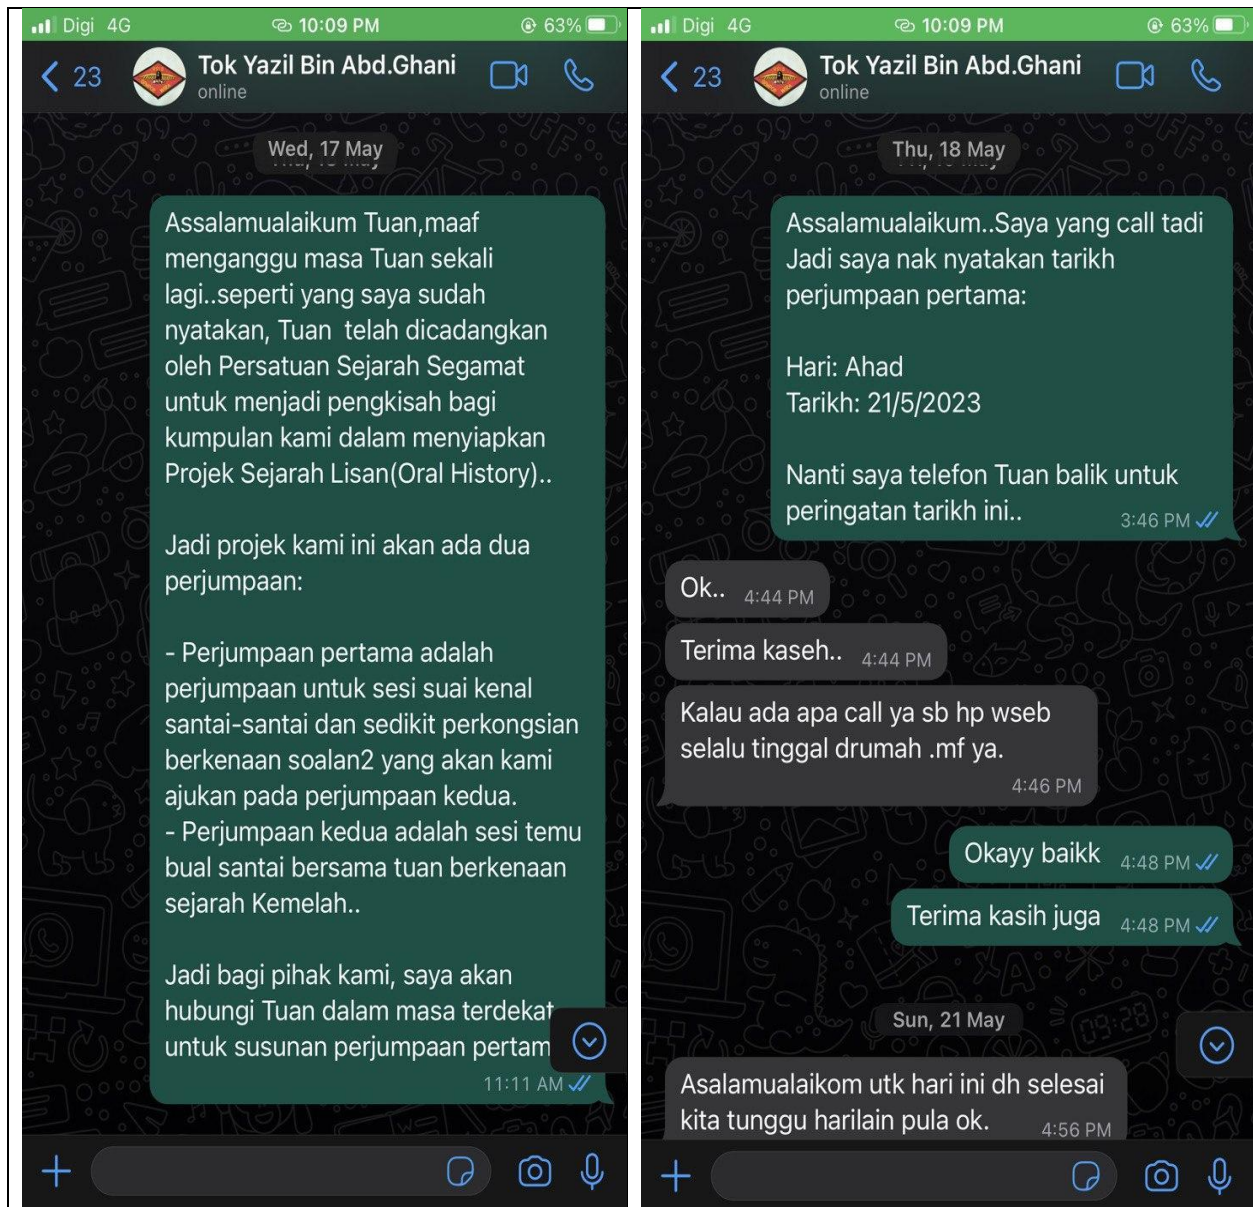 Digi 4G 10:09 PM 63%
23 Tok Yazil Bin Abd.Ghani
online
Wed, 17 May
Assalamualaikum Tuan,maaf
menganggu masa Tuan sekali
lagi..seperti yang saya sudah
nyatakan, Tuan telah dicadangkan
oleh Persatuan Sejarah Segamat
untuk menjadi pengkisah bagi
kumpulan kami dalam menyiapkan
Projek Sejarah Lisan(Oral History)..
Jadi projek kami ini akan ada dua
perjumpaan:
- Perjumpaan pertama adalah
perjumpaan untuk sesi suai kenal
santai-santai dan sedikit perkongsian
berkenaan soalan2 yang akan kami
ajukan pada perjumpaan kedua.
- Perjumpaan kedua adalah sesi temu
bual santai bersama tuan berkenaan
sejarah Kemelah..
Jadi bagi pihak kami, saya akan
hubungi Tuan dalam masa terdekat
untuk susunan perjumpaan pertam
11:11 AM
Digi 4G 10:09 PM 63%
23 Tok Yazil Bin Abd.Ghani
online
Thu, 18 May
Assalamualaikum..Saya yang call tadi
Jadi saya nak nyatakan tarikh
perjumpaan pertama:
Hari: Ahad
Tarikh: 21/5/2023
Nanti saya telefon Tuan balik untuk
peringatan tarikh ini.. 3:46 PM
Ok.. 4:44 PM
Terima kaseh.. 4:44 PM
Kalau ada apa call ya sb hp wseb
selalu tinggal drumah .mf ya.
4:46 PM
Okayy baikk 4:48 PM
Terima kasih juga 4:48 PM
Sun, 21 May
Asalamualaikom utk hari ini dh selesai
kita tunggu harilain pula ok. 4:56 PM